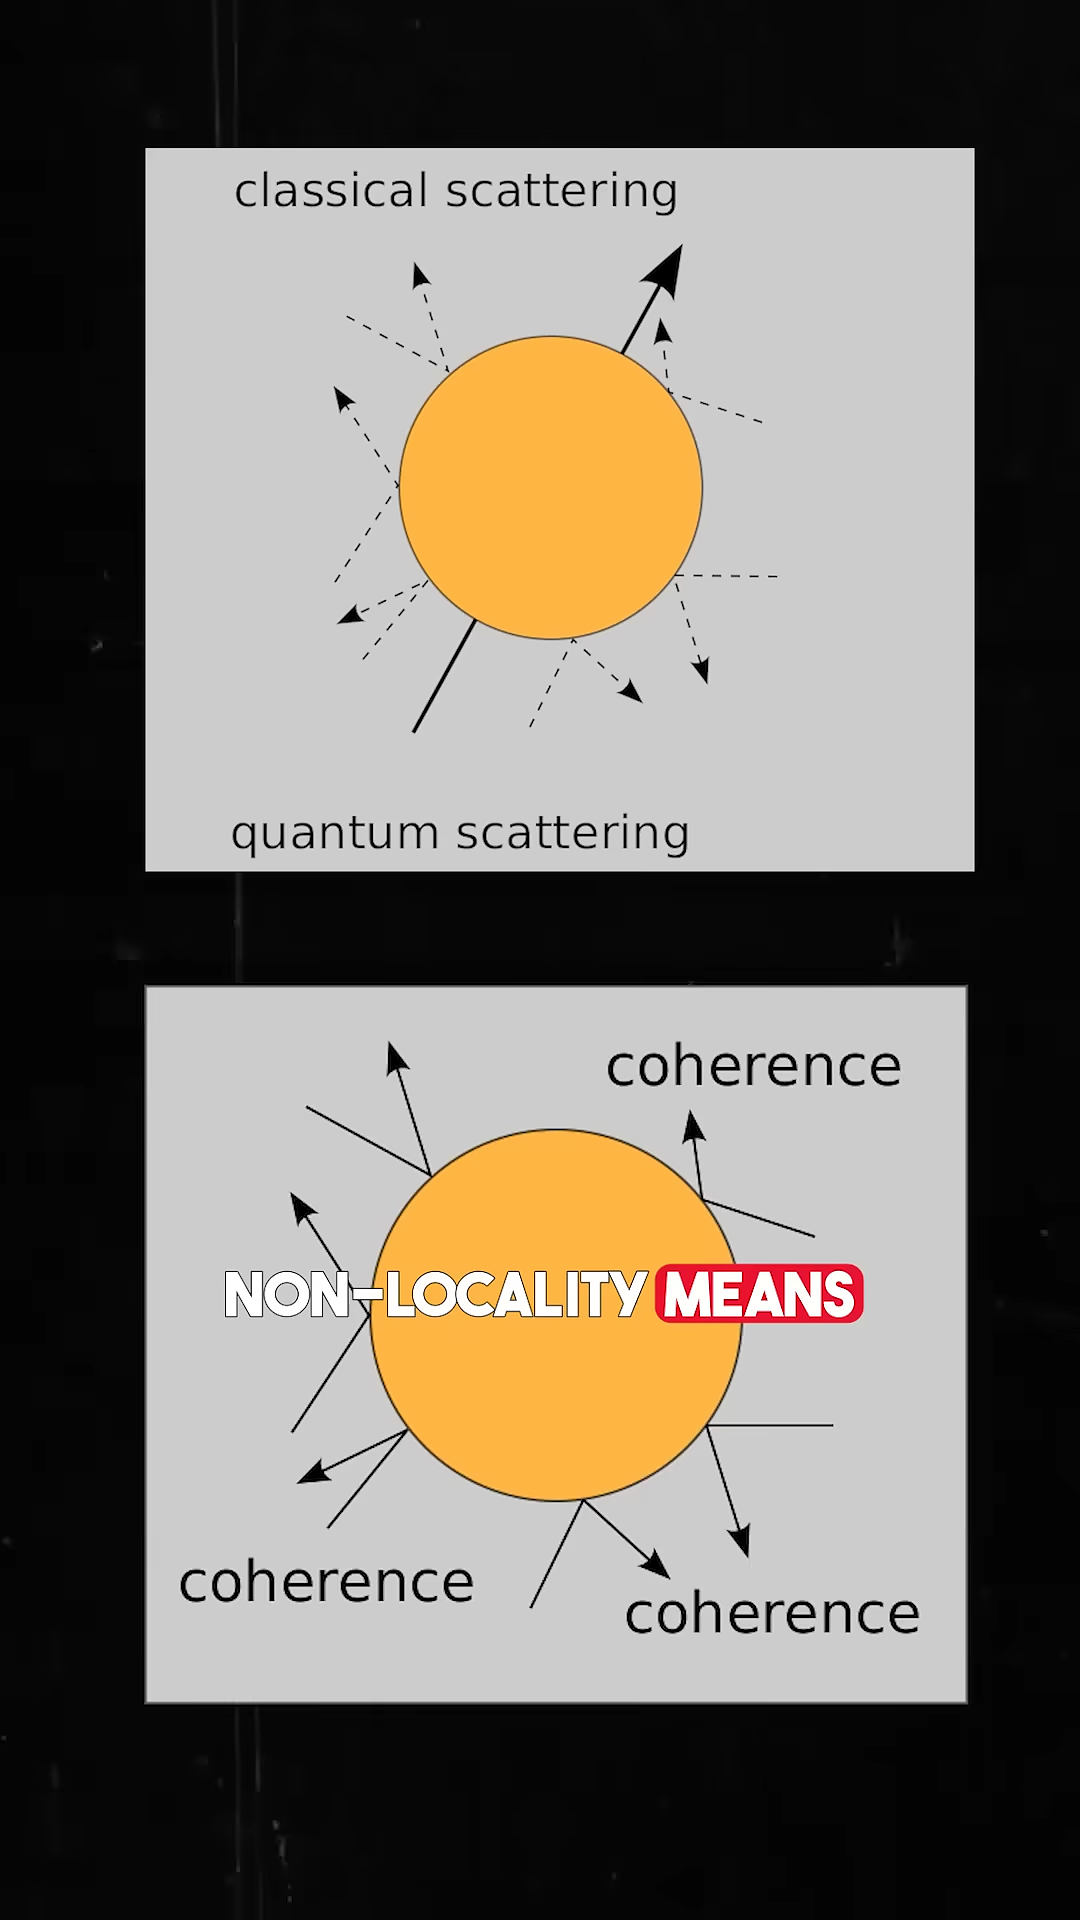 classical scattering
quantum scattering
coherence
NON-LOCALITY MEANS
coherence
coherence